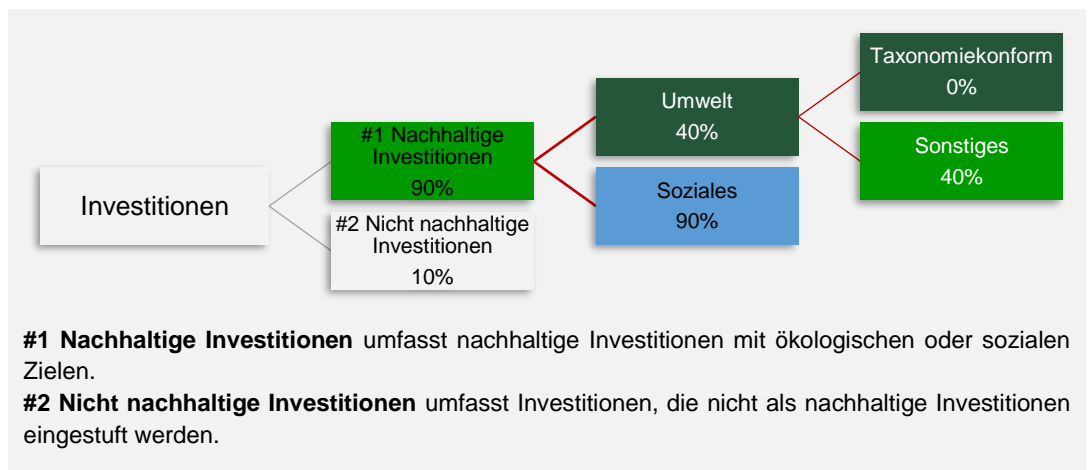 Investitionen
#1 Nachhaltige
Investitionen
90%
#2 Nicht nachhaltige
Investitionen
10%
Umwelt
40%
Soziales
90%
Taxonomiekonform
0%
Sonstiges
40%
#1 Nachhaltige Investitionen umfasst nachhaltige Investitionen mit ökologischen oder sozialen
Zielen.
#2 Nicht nachhaltige Investitionen umfasst Investitionen, die nicht als nachhaltige Investitionen
eingestuft werden.